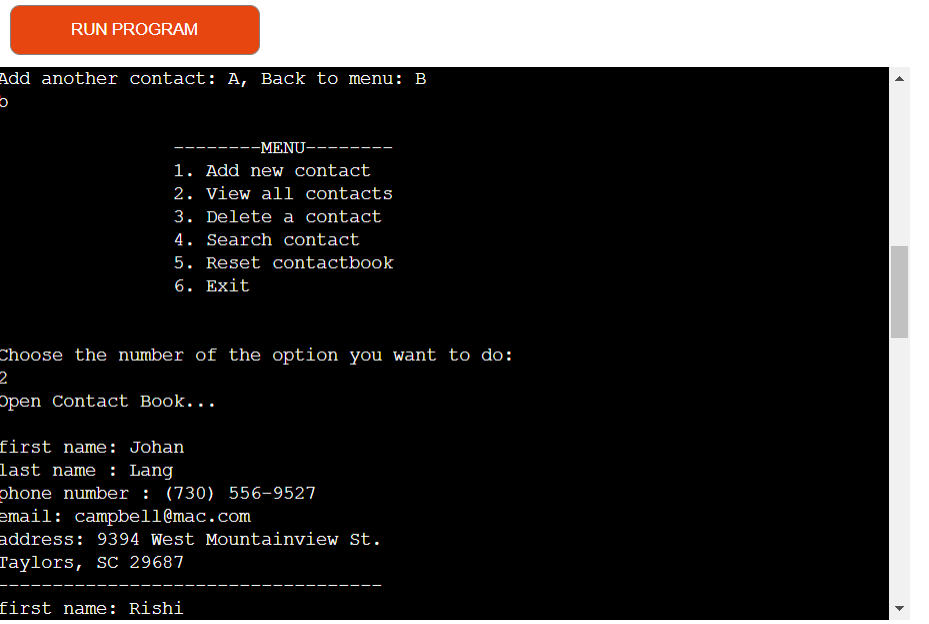 RUN PROGRAM
Add another contact: A, Back to menu: B
b
--------MENU--------
1. Add new contact
2. View all contacts
3. Delete a contact
4. Search contact
5. Reset contactbook
6. Exit
Choose the number of the option you want to do:
2
Open Contact Book...
first name: Johan
last name : Lang
phone number : (730) 556-9527
email: campbell@mac.com
address: 9394 West Mountainview St.
Taylors, SC 29687
-----------------------------------
first name: Rishi